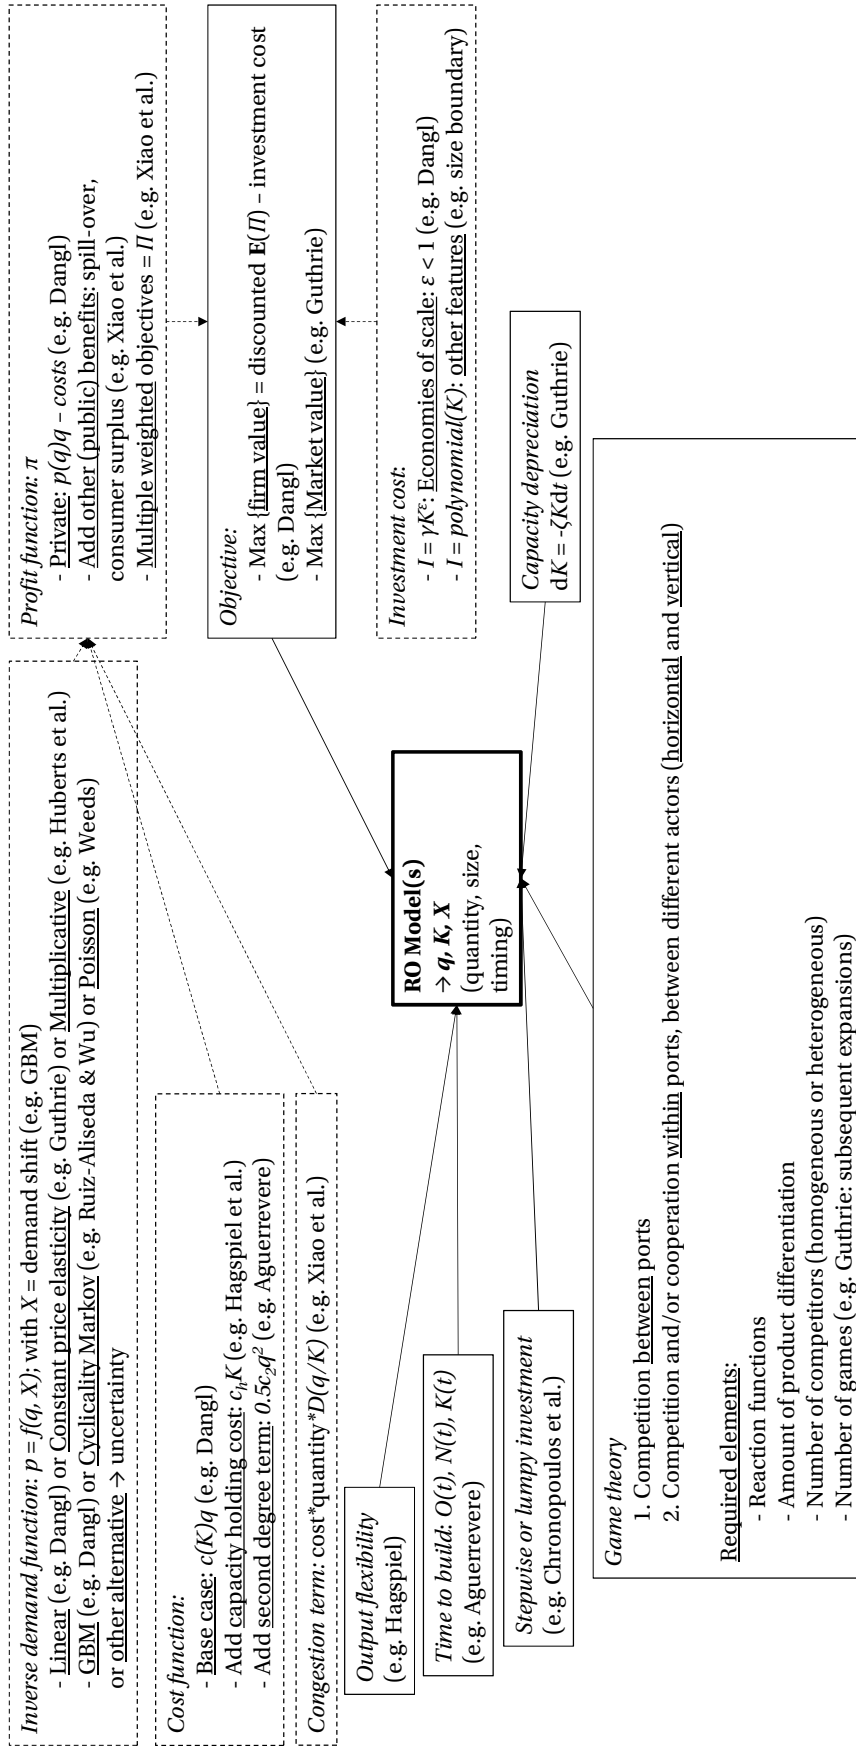 Inverse demand function: p = f(q, X); with X = demand shift (e.g. GBM)
- Linear (e.g. Dangl) or Constant price elasticity (e.g. Guthrie) or Multiplicative (e.g. Huberts et al.)
- GBM (e.g. Dangl) or Cyclicality Markov (e.g. Ruiz-Aliseda & Wu) or Poisson (e.g. Weeds)
or other alternative → uncertainty
Profit function: π
- Private: p(q)q – costs (e.g. Dangl)
- Add other (public) benefits: spill-over,
consumer surplus (e.g. Xiao et al.)
- Multiple weighted objectives = Π (e.g. Xiao et al.)
Cost function:
- Base case: c(K)q (e.g. Dangl)
- Add capacity holding cost: cₕK (e.g. Hagspiel et al.)
- Add second degree term: 0.5c₂q² (e.g. Aguerrevere)
Congestion term: cost*quantity*D(q/K) (e.g. Xiao et al.)
Objective:
- Max {firm value} = discounted E(Π) – investment cost
(e.g. Dangl)
- Max {Market value} (e.g. Guthrie)
Investment cost:
- I = γKᵋ: Economies of scale: ε < 1 (e.g. Dangl)
- I = polynomial(K): other features (e.g. size boundary)
Output flexibility
(e.g. Hagspiel)
RO Model(s)
→ q, K, X
(quantity, size,
timing)
Time to build: O(t), N(t), K(t)
(e.g. Aguerrevere)
Stepwise or lumpy investment
(e.g. Chronopoulos et al.)
Capacity depreciation
dK = -ζKdt (e.g. Guthrie)
Game theory
1. Competition between ports
2. Competition and/or cooperation within ports, between different actors (horizontal and vertical)
Required elements:
- Reaction functions
- Amount of product differentiation
- Number of competitors (homogeneous or heterogeneous)
- Number of games (e.g. Guthrie: subsequent expansions)